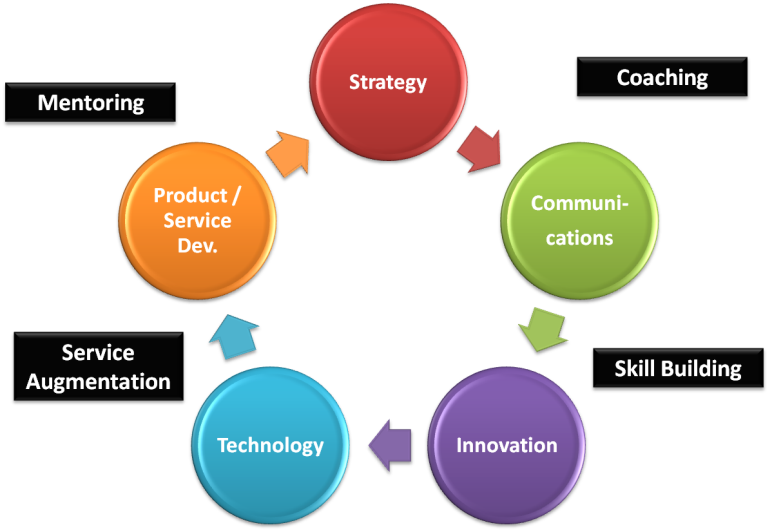 Strategy
Coaching
Mentoring
Product /
Service
Dev.
Communi-
cations
Service
Augmentation
Skill Building
Technology
Innovation